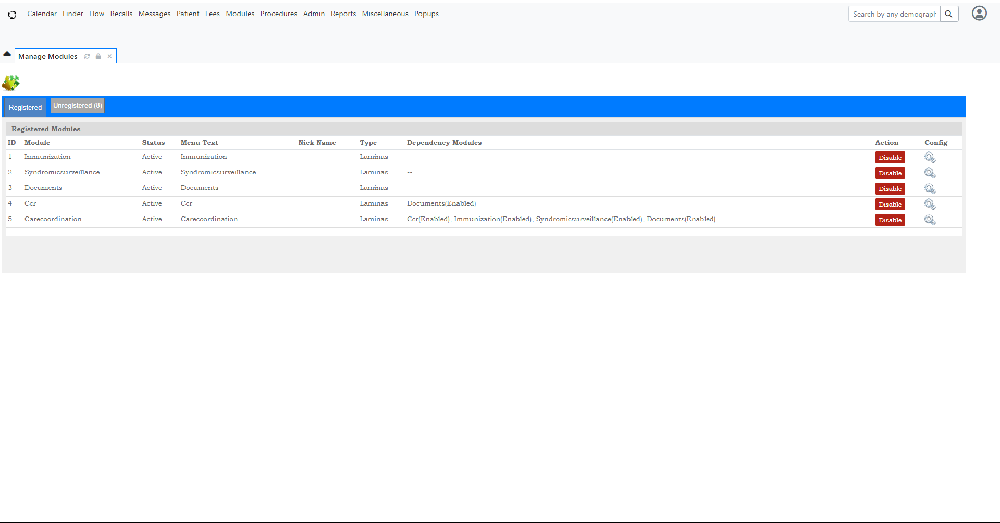 Calendar Finder Flow Recalls Messages Patient Fees Modules Procedures Admin Reports Miscellaneous Popups Search by any demograph
Manage Modules
Registered Unregistered (8)
Registered Modules
ID Module Status Menu Text Nick Name Type Dependency Modules Action Config
1 Immunization Active Immunization Laminas -- Disable
2 Syndromicsurveillance Active Syndromicsurveillance Laminas -- Disable
3 Documents Active Documents Laminas -- Disable
4 Ccr Active Ccr Laminas Documents(Enabled) Disable
5 Carecoordination Active Carecoordination Laminas Ccr(Enabled), Immunization(Enabled), Syndromicsurveillance(Enabled), Documents(Enabled) Disable